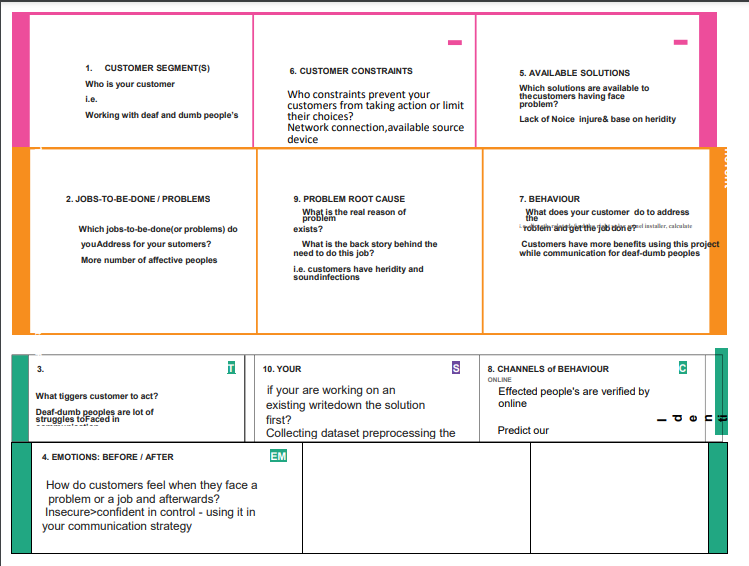 1. CUSTOMER SEGMENT(S)
Who is your customer
i.e.
Working with deaf and dumb people's
6. CUSTOMER CONSTRAINTS
Who constraints prevent your
customers from taking action or limit
their choices?
Network connection,available source
device
5. AVAILABLE SOLUTIONS
Which solutions are available to
thecustomers having face
problem?
Lack of Noice injure& base on heridity
2. JOBS-TO-BE-DONE / PROBLEMS
Which jobs-to-be-done(or problems) do
youAddress for your sutomers?
More number of affective peoples
9. PROBLEM ROOT CAUSE
What is the real reason of
problem
exists?
What is the back story behind the
need to do this job?
i.e. customers have heridity and
soundinfections
7. BEHAVIOUR
What does your customer do to address
the
oblem and get the job done?
installer, calculate
Customers have more benefits using this project
while communication for deaf-dumb peoples
3.
T
What tiggers customer to act?
Deaf-dumb peoples are lot of
struggles toFaced in
10. YOUR
S
if your are working on an
existing writedown the solution
first?
Collecting dataset preprocessing the
8. CHANNELS of BEHAVIOUR
C
ONLINE
Effected people's are verified by
online
Predict our
I d e n ti
4. EMOTIONS: BEFORE / AFTER
EM
How do customers feel when they face a
problem or a job and afterwards?
Insecure>confident in control - using it in
your communication strategy